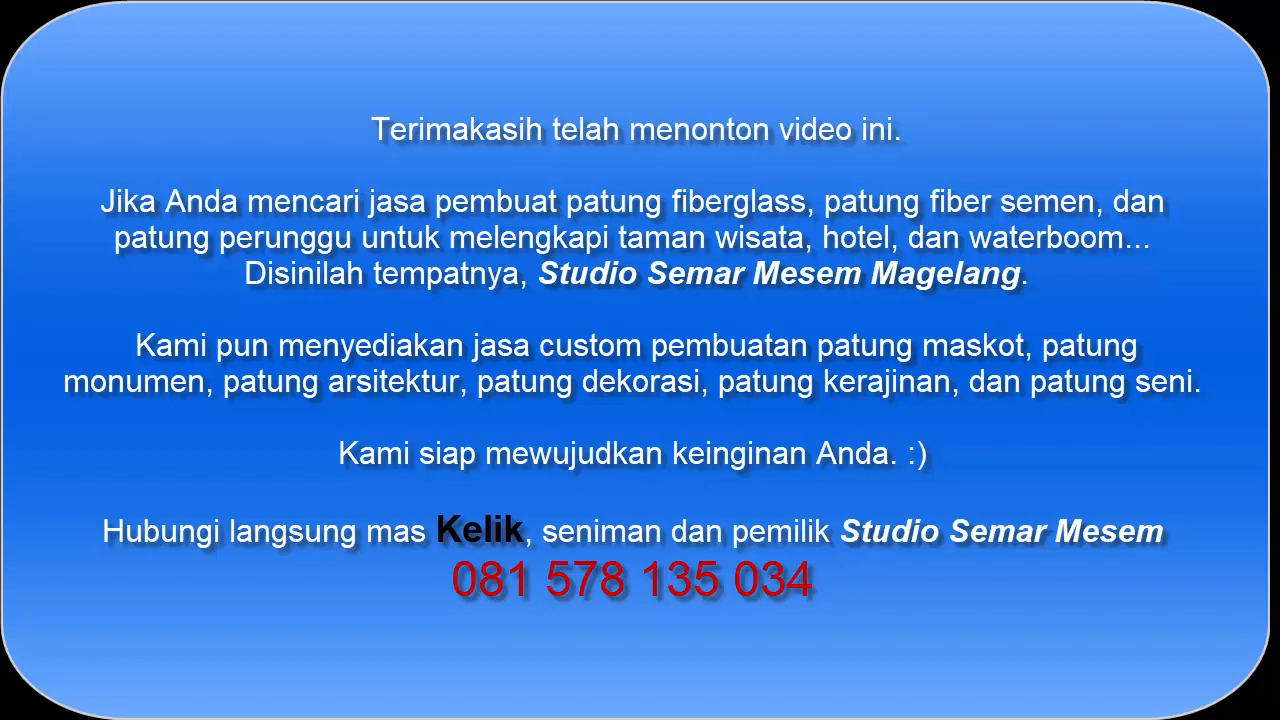 Terimakasih telah menonton video ini.
Jika Anda mencari jasa pembuat patung fiberglass, patung fiber semen, dan
patung perunggu untuk melengkapi taman wisata, hotel, dan waterboom...
Disinilah tempatnya, Studio Semar Mesem Magelang.
Kami pun menyediakan jasa custom pembuatan patung maskot, patung
monumen, patung arsitektur, patung dekorasi, patung kerajinan, dan patung seni.
Kami siap mewujudkan keinginan Anda. :)
Hubungi langsung mas Kelik, seniman dan pemilik Studio Semar Mesem
081 578 135 034